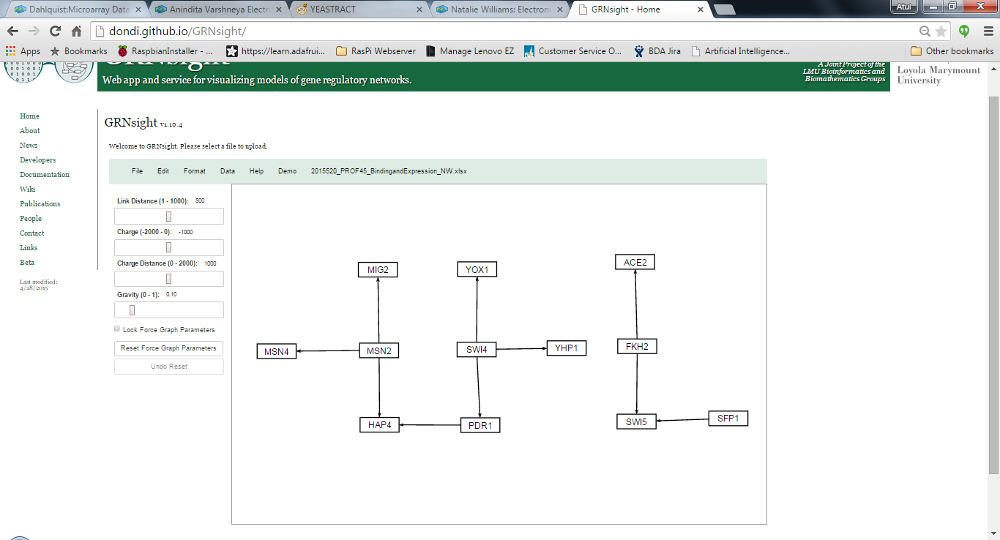 Dahlquist:Microarray Data
Anindita Varshneya Electro
YEASTRACT
Natalie Williams: Electroni
GRNsight - Home
Atul
dondi.github.io/GRNsight/
Apps
Bookmarks
RaspbianInstaller - ...
https://learn.adafrui...
RasPi Webserver
Manage Lenovo EZ
Customer Service O...
BDA Jira
Artificial Intelligence...
Other bookmarks
GRNsight
Web app and service for visualizing models of gene regulatory networks.
A Joint Project of the
LMU Bioinformatics and
Biomathematics Groups
Loyola Marymount
University
Home
About
News
Developers
Documentation
Wiki
Publications
People
Contact
Links
Beta
Last modified:
4/28/2015
GRNsight v1.10.4
Welcome to GRNsight. Please select a file to upload.
File Edit Format Data Help Demo 2015520_PROF45_BindingandExpression_NW.xlsx
Link Distance (1 - 1000): 500
Charge (-2000 - 0): -1000
Charge Distance (0 - 2000): 1000
Gravity (0 - 1): 0.10
Lock Force Graph Parameters
Reset Force Graph Parameters
Undo Reset
MIG2
YOX1
ACE2
MSN4
MSN2
SWI4
YHP1
FKH2
HAP4
PDR1
SWI5
SFP1